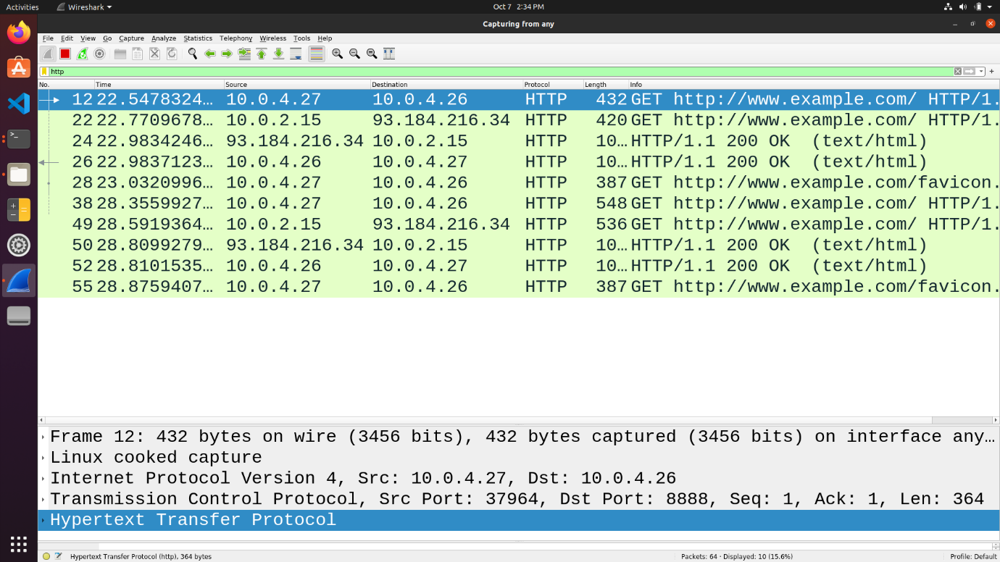 Activities Wireshark Oct 7 2:34 PM
Capturing from any
File Edit View Go Capture Analyze Statistics Telephony Wireless Tools Help
http
No. Time Source Destination Protocol Length Info
12 22.5478324… 10.0.4.27 10.0.4.26 HTTP 432 GET http://www.example.com/ HTTP/1.
22 22.7709678… 10.0.2.15 93.184.216.34 HTTP 420 GET http://www.example.com/ HTTP/1.
24 22.9834246… 93.184.216.34 10.0.2.15 HTTP 10… HTTP/1.1 200 OK (text/html)
26 22.9837123… 10.0.4.26 10.0.4.27 HTTP 10… HTTP/1.1 200 OK (text/html)
28 23.0320996… 10.0.4.27 10.0.4.26 HTTP 387 GET http://www.example.com/favicon.
38 28.3559927… 10.0.4.27 10.0.4.26 HTTP 548 GET http://www.example.com/ HTTP/1.
49 28.5919364… 10.0.2.15 93.184.216.34 HTTP 536 GET http://www.example.com/ HTTP/1.
50 28.8099279… 93.184.216.34 10.0.2.15 HTTP 10… HTTP/1.1 200 OK (text/html)
52 28.8101535… 10.0.4.26 10.0.4.27 HTTP 10… HTTP/1.1 200 OK (text/html)
55 28.8759407… 10.0.4.27 10.0.4.26 HTTP 387 GET http://www.example.com/favicon.
Frame 12: 432 bytes on wire (3456 bits), 432 bytes captured (3456 bits) on interface any…
Linux cooked capture
Internet Protocol Version 4, Src: 10.0.4.27, Dst: 10.0.4.26
Transmission Control Protocol, Src Port: 37964, Dst Port: 8888, Seq: 1, Ack: 1, Len: 364
Hypertext Transfer Protocol
Hypertext Transfer Protocol (http), 364 bytes Packets: 64 · Displayed: 10 (15.6%) Profile: Default